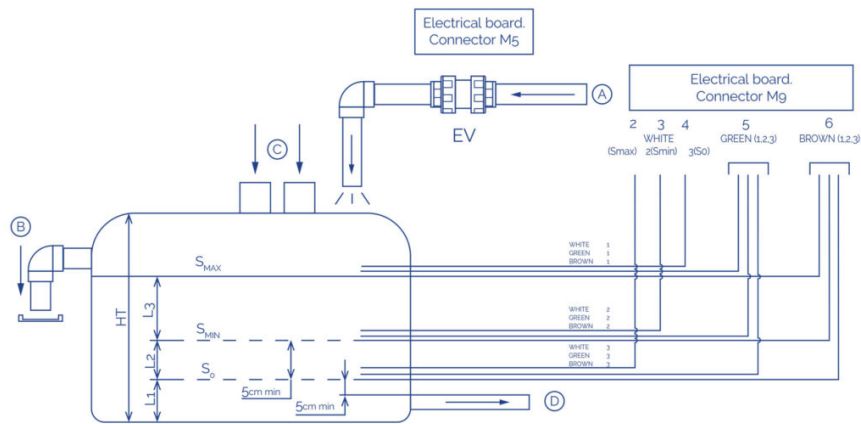 Electrical board.
Connector M5
A
Electrical board.
Connector M9
EV
2 3 4 5 6
WHITE GREEN (1,2,3) BROWN (1,2,3)
(Smax) 2(Smin) 3(S0)
C
B
WHITE 1
GREEN 1
BROWN 1
SMAX
HT
L3
WHITE 2
GREEN 2
BROWN 2
SMIN
L2
WHITE 3
GREEN 3
BROWN 3
S0
5cm min
5cm min
L1
D